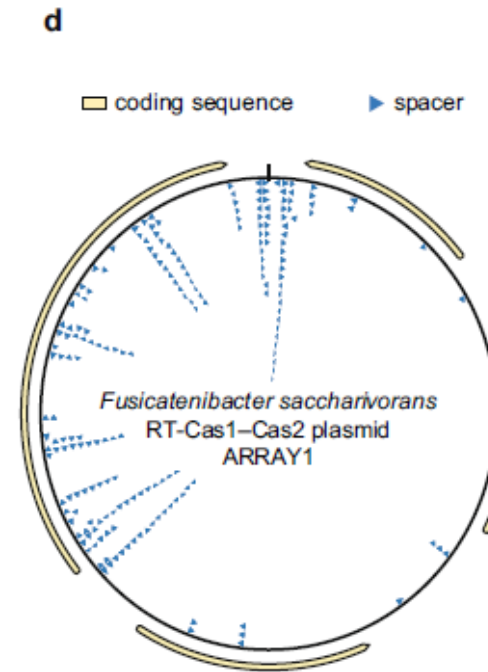 d
coding sequence
spacer
Fusicatenibacter saccharivorans
RT-Cas1–Cas2 plasmid
ARRAY1